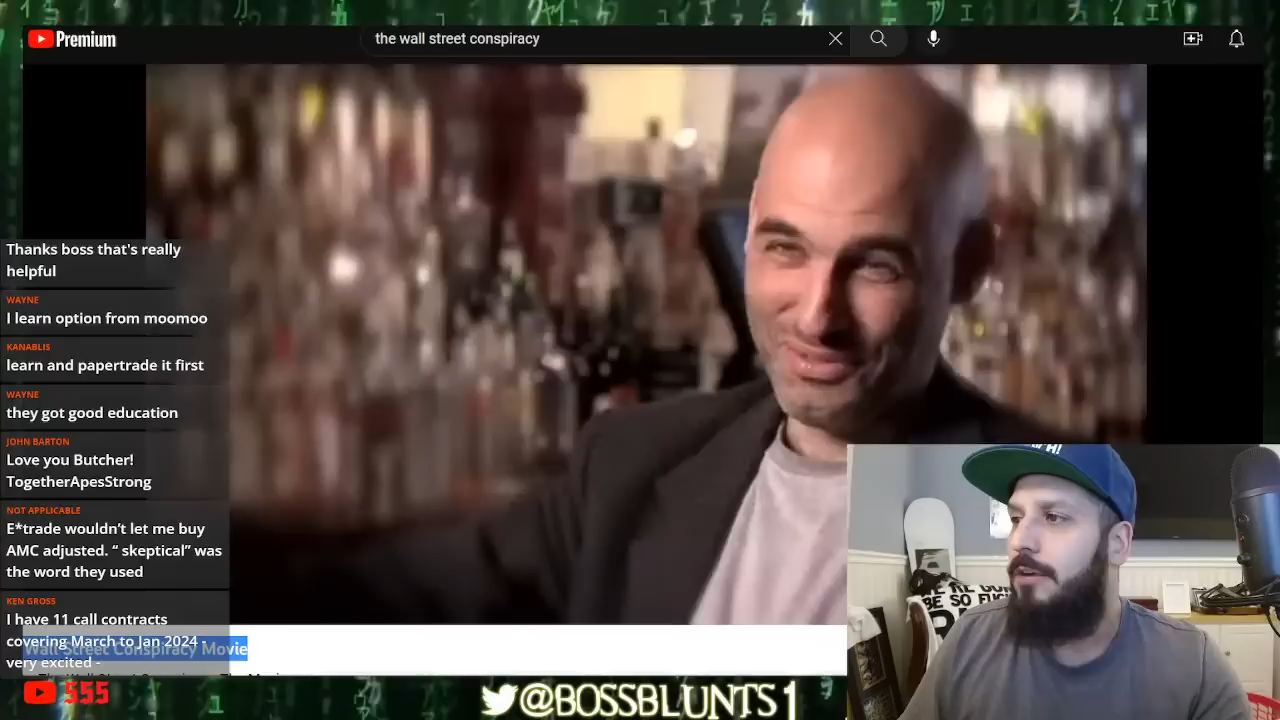 Premium
the wall street conspiracy
Thanks boss that's really
helpful
WAYNE
I learn option from moomoo
KANABLIS
learn and papertrade it first
WAYNE
they got good education
JOHN BARTON
Love you Butcher!
TogetherApesStrong
NOT APPLICABLE
E*trade wouldn't let me buy
AMC adjusted. “ skeptical” was
the word they used
KEN GROSS
I have 11 call contracts
covering March to Jan 2024 -
very excited -
Wall Street Conspiracy Movie
555
@BOSSBLUNTS1